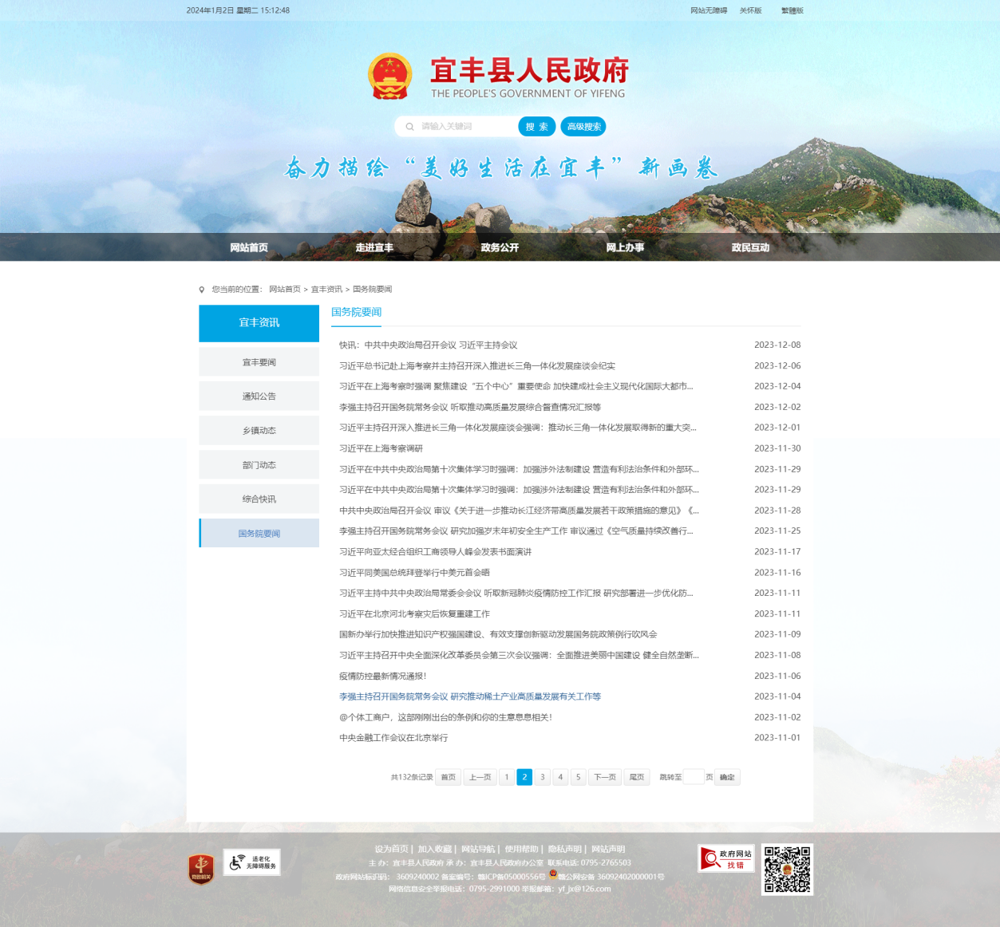 2024年1月2日 星期二 15:12:48
网站无障碍 关怀版 繁體版
宜丰县人民政府
THE PEOPLE'S GOVERNMENT OF YIFENG
请输入关键词 搜 索 高级搜索
奋力描绘“美好生活在宜丰”新画卷
网站首页 走进宜丰 政务公开 网上办事 政民互动
您当前的位置： 网站首页 > 宜丰资讯 > 国务院要闻
宜丰资讯
宜丰要闻
通知公告
乡镇动态
部门动态
综合快讯
国务院要闻
国务院要闻
快讯：中共中央政治局召开会议 习近平主持会议 2023-12-08
习近平总书记赴上海考察并主持召开深入推进长三角一体化发展座谈会纪实 2023-12-06
习近平在上海考察时强调 聚焦建设“五个中心”重要使命 加快建成社会主义现代化国际大都市... 2023-12-04
李强主持召开国务院常务会议 听取推动高质量发展综合督查情况汇报等 2023-12-02
习近平主持召开深入推进长三角一体化发展座谈会强调：推动长三角一体化发展取得新的重大突... 2023-12-01
习近平在上海考察调研 2023-11-30
习近平在中共中央政治局第十次集体学习时强调：加强涉外法制建设 营造有利法治条件和外部环... 2023-11-29
习近平在中共中央政治局第十次集体学习时强调：加强涉外法制建设 营造有利法治条件和外部环... 2023-11-29
中共中央政治局召开会议 审议《关于进一步推动长江经济带高质量发展若干政策措施的意见》《... 2023-11-28
李强主持召开国务院常务会议 研究加强岁末年初安全生产工作 审议通过《空气质量持续改善行... 2023-11-25
习近平向亚太经合组织工商领导人峰会发表书面演讲 2023-11-17
习近平同美国总统拜登举行中美元首会晤 2023-11-16
习近平主持中共中央政治局常委会会议 听取新冠肺炎疫情防控工作汇报 研究部署进一步优化防... 2023-11-11
习近平在北京河北考察灾后恢复重建工作 2023-11-11
国新办举行加快推进知识产权强国建设、有效支撑创新驱动发展国务院政策例行吹风会 2023-11-09
习近平主持召开中央全面深化改革委员会第三次会议强调：全面推进美丽中国建设 健全自然垄断... 2023-11-08
疫情防控最新情况通报！ 2023-11-06
李强主持召开国务院常务会议 研究推动稀土产业高质量发展有关工作等 2023-11-04
@个体工商户，这部刚刚出台的条例和你的生意息息相关！ 2023-11-02
中央金融工作会议在北京举行 2023-11-01
共132条记录 首页 上一页 1 2 3 4 5 下一页 尾页 跳转至 页 确定
党政机关
适老化
无障碍服务
设为首页 | 加入收藏 | 网站导航 | 使用帮助 | 隐私声明 | 网站声明
主 办：宜丰县人民政府 承 办：宜丰县人民政府办公室 联系电话: 0795-2765503
政府网站标识码： 3609240002 备案编号：赣ICP备05000556号 赣公网安备 36092402000001号
网络信息安全举报电话：0795-2991000 举报邮箱：yf_jx@126.com
政府网站
找错